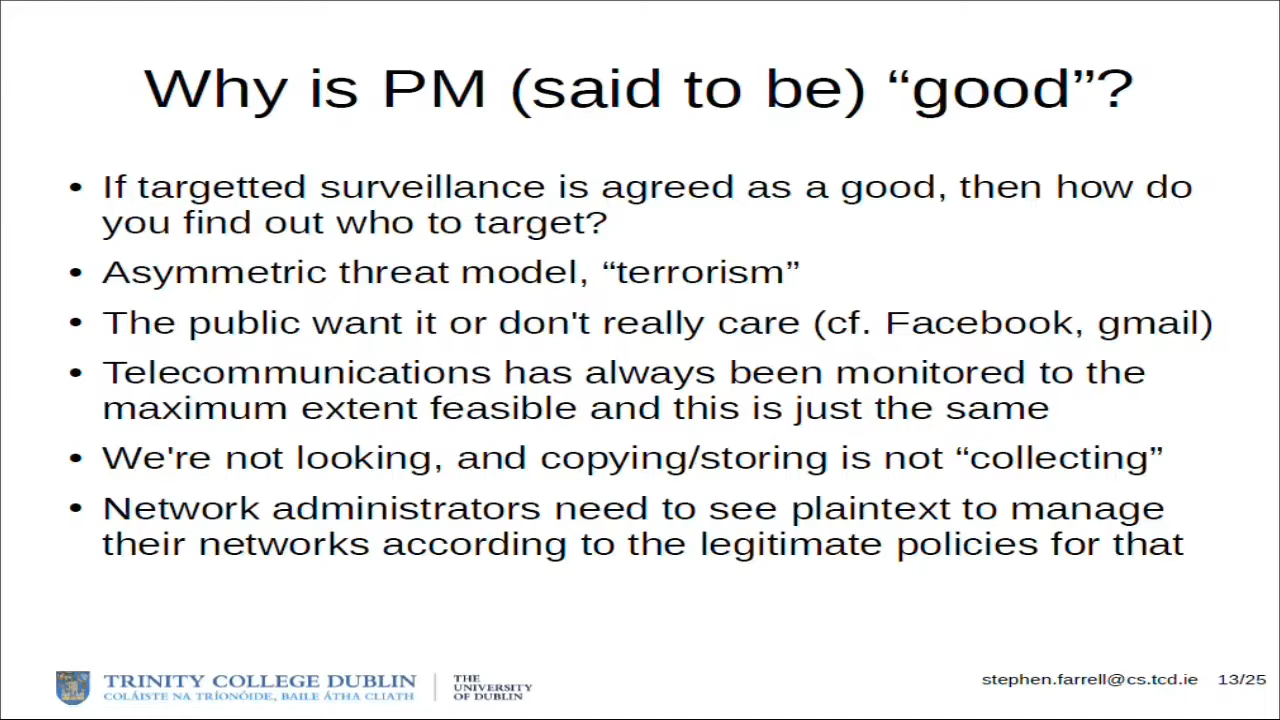 Why is PM (said to be) “good”?
• If targetted surveillance is agreed as a good, then how do
you find out who to target?
• Asymmetric threat model, “terrorism”
• The public want it or don't really care (cf. Facebook, gmail)
• Telecommunications has always been monitored to the
maximum extent feasible and this is just the same
• We're not looking, and copying/storing is not “collecting”
• Network administrators need to see plaintext to manage
their networks according to the legitimate policies for that
TRINITY COLLEGE DUBLIN
COLÁISTE NA TRÍONÓIDE, BAILE ÁTHA CLIATH
THE
UNIVERSITY
OF DUBLIN
stephen.farrell@cs.tcd.ie 13/25